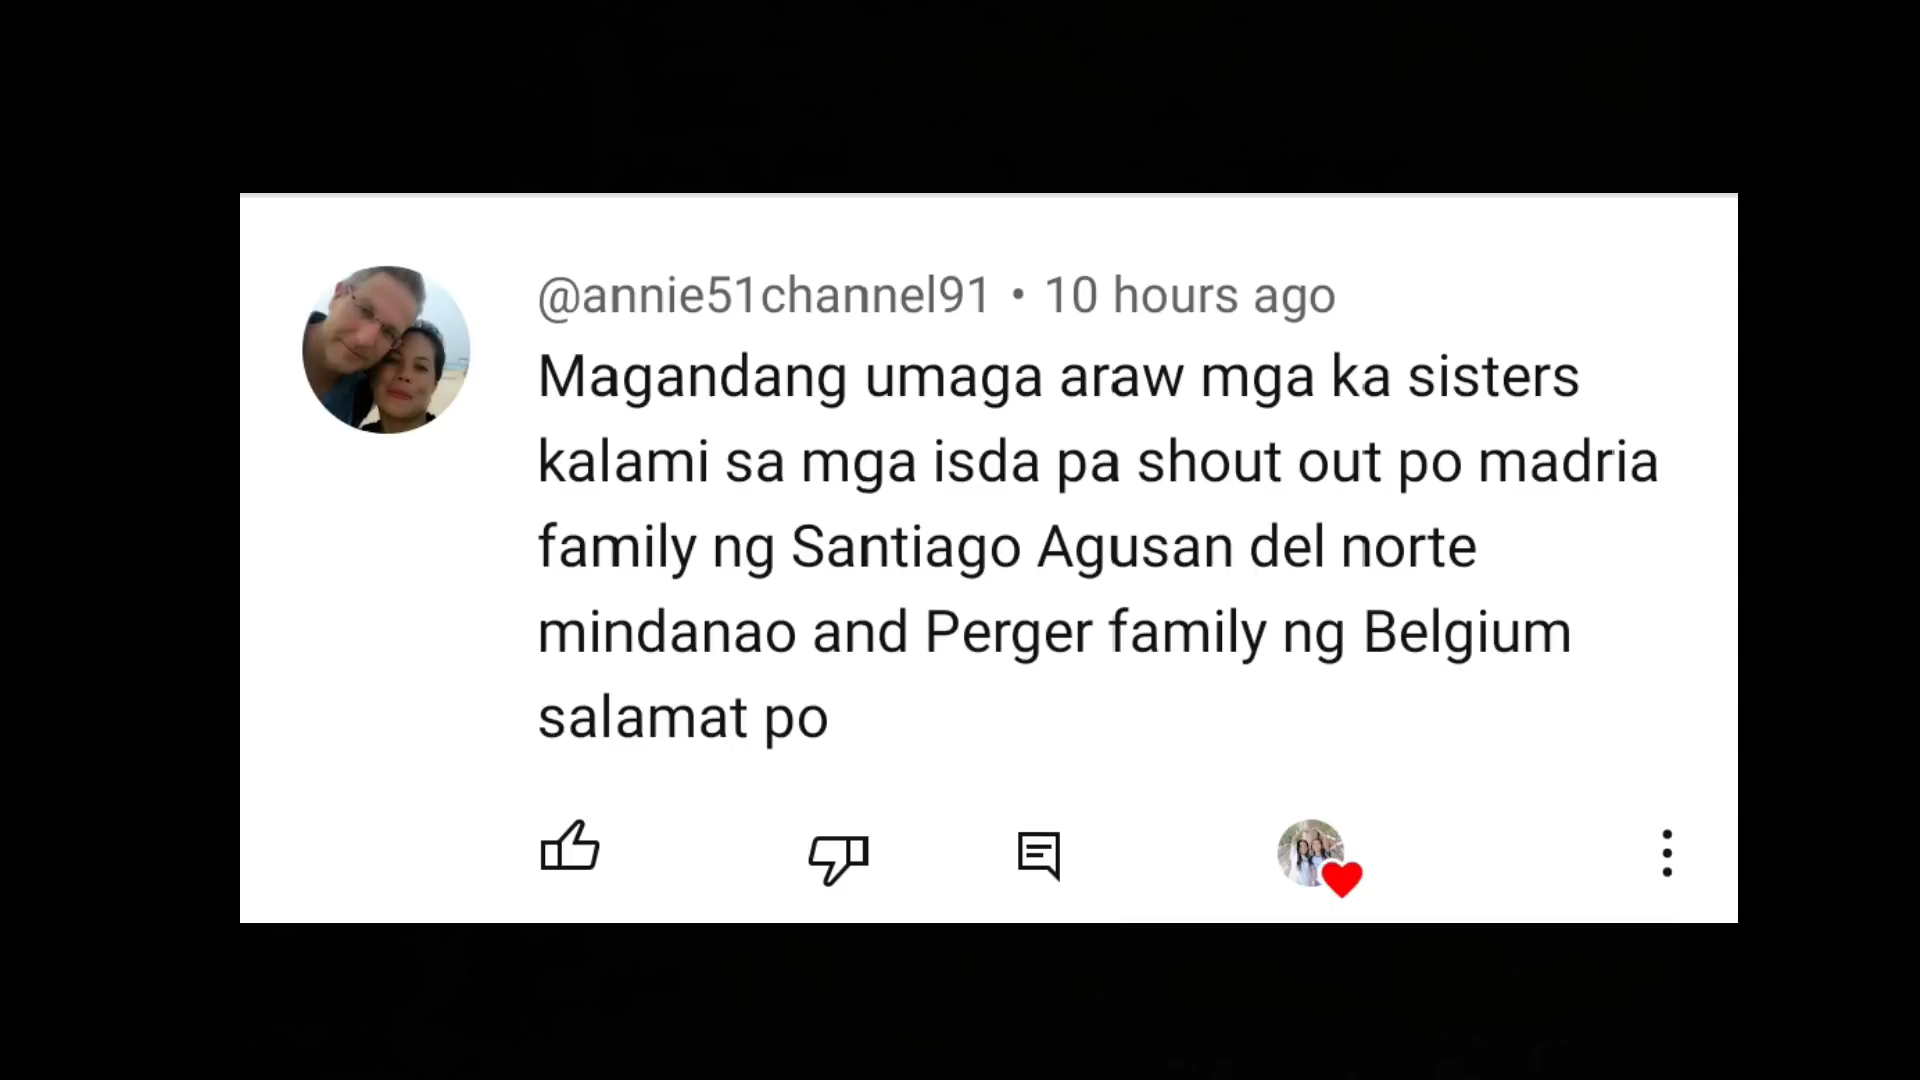 @annie51channel91 • 10 hours ago
Magandang umaga araw mga ka sisters
kalami sa mga isda pa shout out po madria
family ng Santiago Agusan del norte
mindanao and Perger family ng Belgium
salamat po